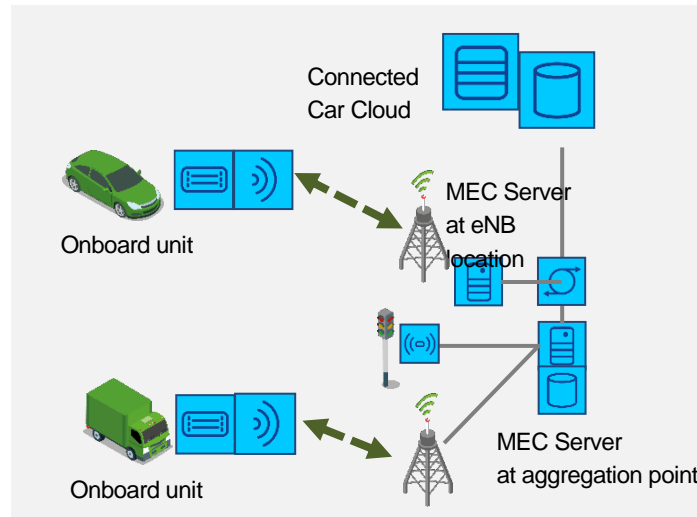 Connected
Car Cloud
MEC Server
at eNB
location
Onboard unit
MEC Server
at aggregation point
Onboard unit